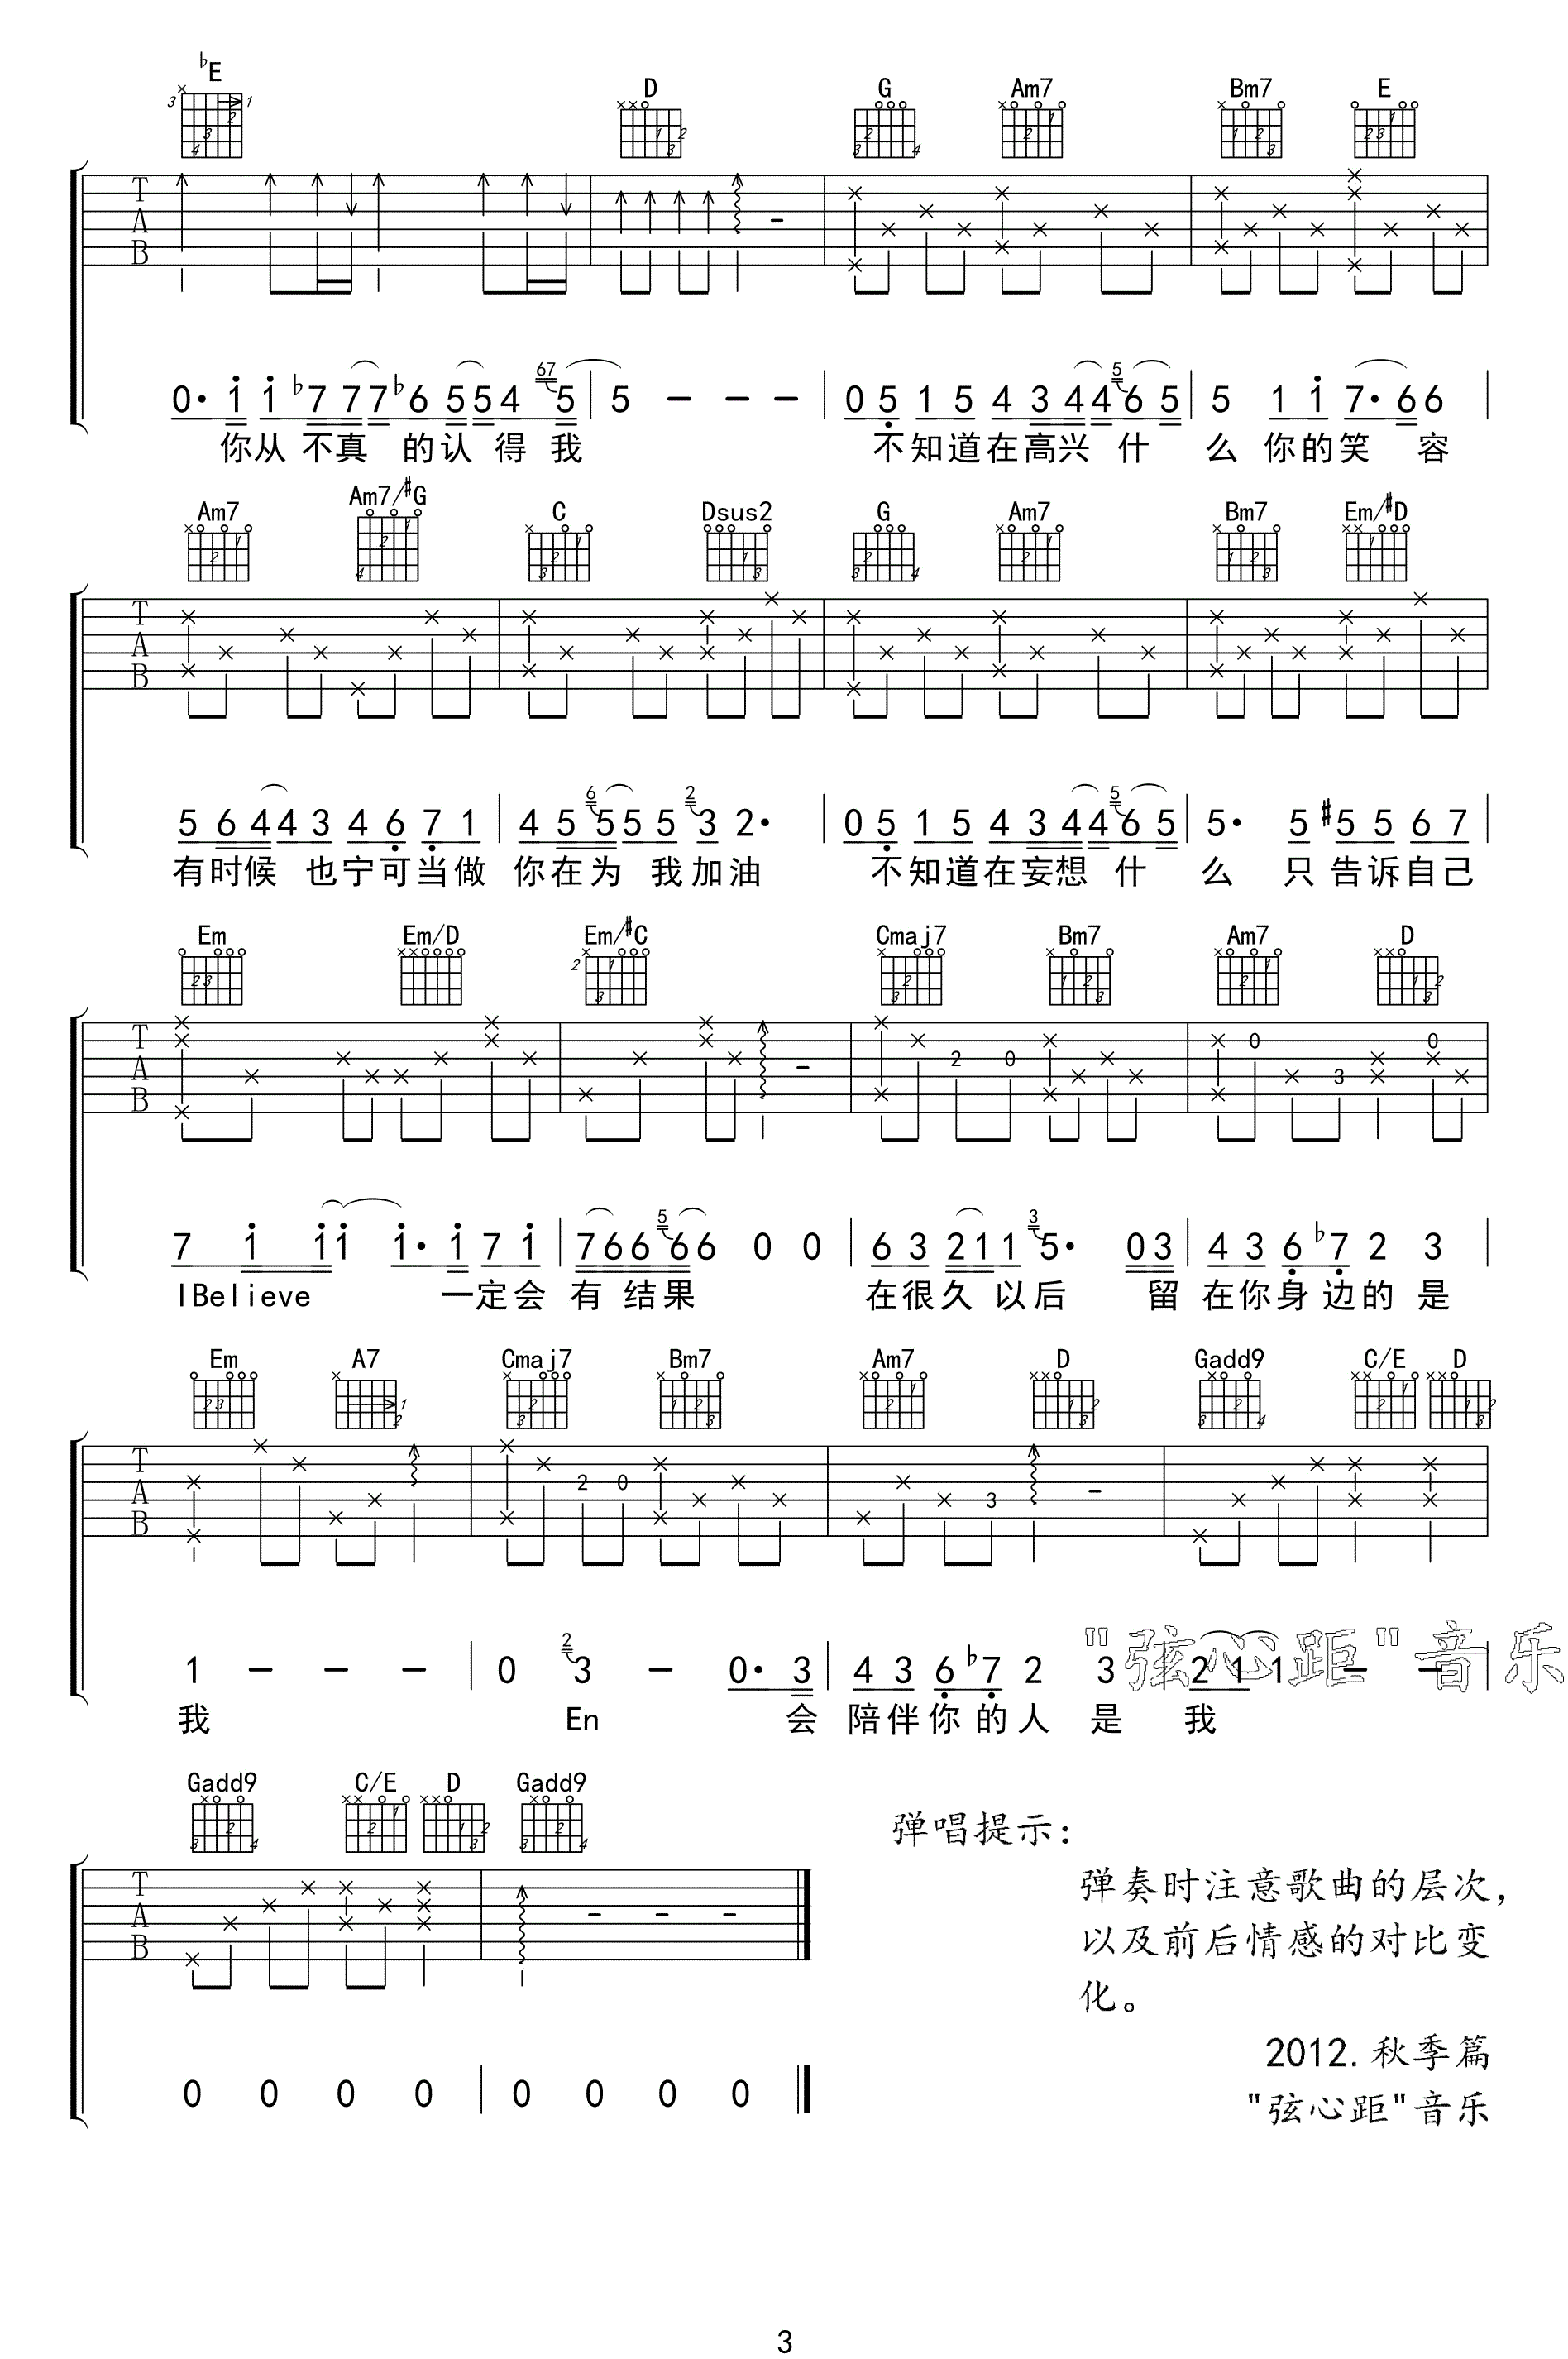 ♭E D G Am7 Bm7 E
T A B
0· 1 1 ♭7 7 7 ♭6 5 5 4 67 5 | 5 - - - | 0 5 1 5 4 3 4 4 5 6 5 | 5 1 1 7· 6 6 |
你从 不真 的认 得 我 不知道在高兴 什 么 你的笑 容
Am7 Am7/#G C Dsus2 G Am7 Bm7 Em/#D
T A B
5 6 4 4 3 4 6 7 1 | 4 5 6 5 5 5 2 3 2· | 0 5 1 5 4 3 4 4 5 6 5 | 5· 5 #5 5 6 7 |
有时候 也宁可当做 你在为 我加油 不知道在妄想 什 么 只 告诉自己
Em Em/D Em/#C Cmaj7 Bm7 Am7 D
T A B
2 0 0 3 0
7 1 1 1 1· 1 7 1 | 7 6 6 5 6 6 0 0 | 6 3 2 1 1 3 5· 0 3 | 4 3 6 ♭7 2 3 |
IBelieve 一定会 有 结果 在很久 以后 留 在你身 边的 是
Em A7 Cmaj7 Bm7 Am7 D Gadd9 C/E D
T A B
2 0 3
1 - - - | 0 2 3 - 0· 3 | 4 3 6 ♭7 2 3 | 2 1 1 - - |
"弦心距"音乐
我 En 会 陪伴你 的人 是 我
Gadd9 C/E D Gadd9
T A B
0 0 0 0 | 0 0 0 0
弹唱提示:
弹奏时注意歌曲的层次,
以及前后情感的对比变
化。
2012.秋季篇
"弦心距"音乐
3